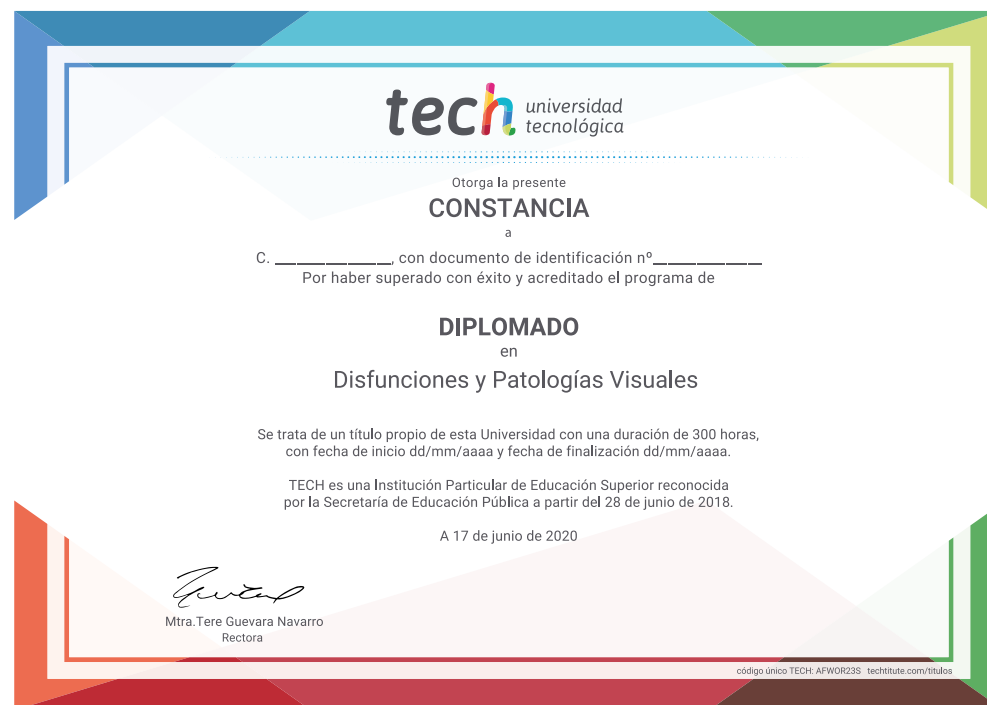 tech universidad
tecnológica
Otorga la presente
CONSTANCIA
a
C. ______________, con documento de identificación nº_____________
Por haber superado con éxito y acreditado el programa de
DIPLOMADO
en
Disfunciones y Patologías Visuales
Se trata de un título propio de esta Universidad con una duración de 300 horas,
con fecha de inicio dd/mm/aaaa y fecha de finalización dd/mm/aaaa.
TECH es una Institución Particular de Educación Superior reconocida
por la Secretaría de Educación Pública a partir del 28 de junio de 2018.
A 17 de junio de 2020
Mtra.Tere Guevara Navarro
Rectora
código único TECH: AFWOR23S techtitute.com/titulos